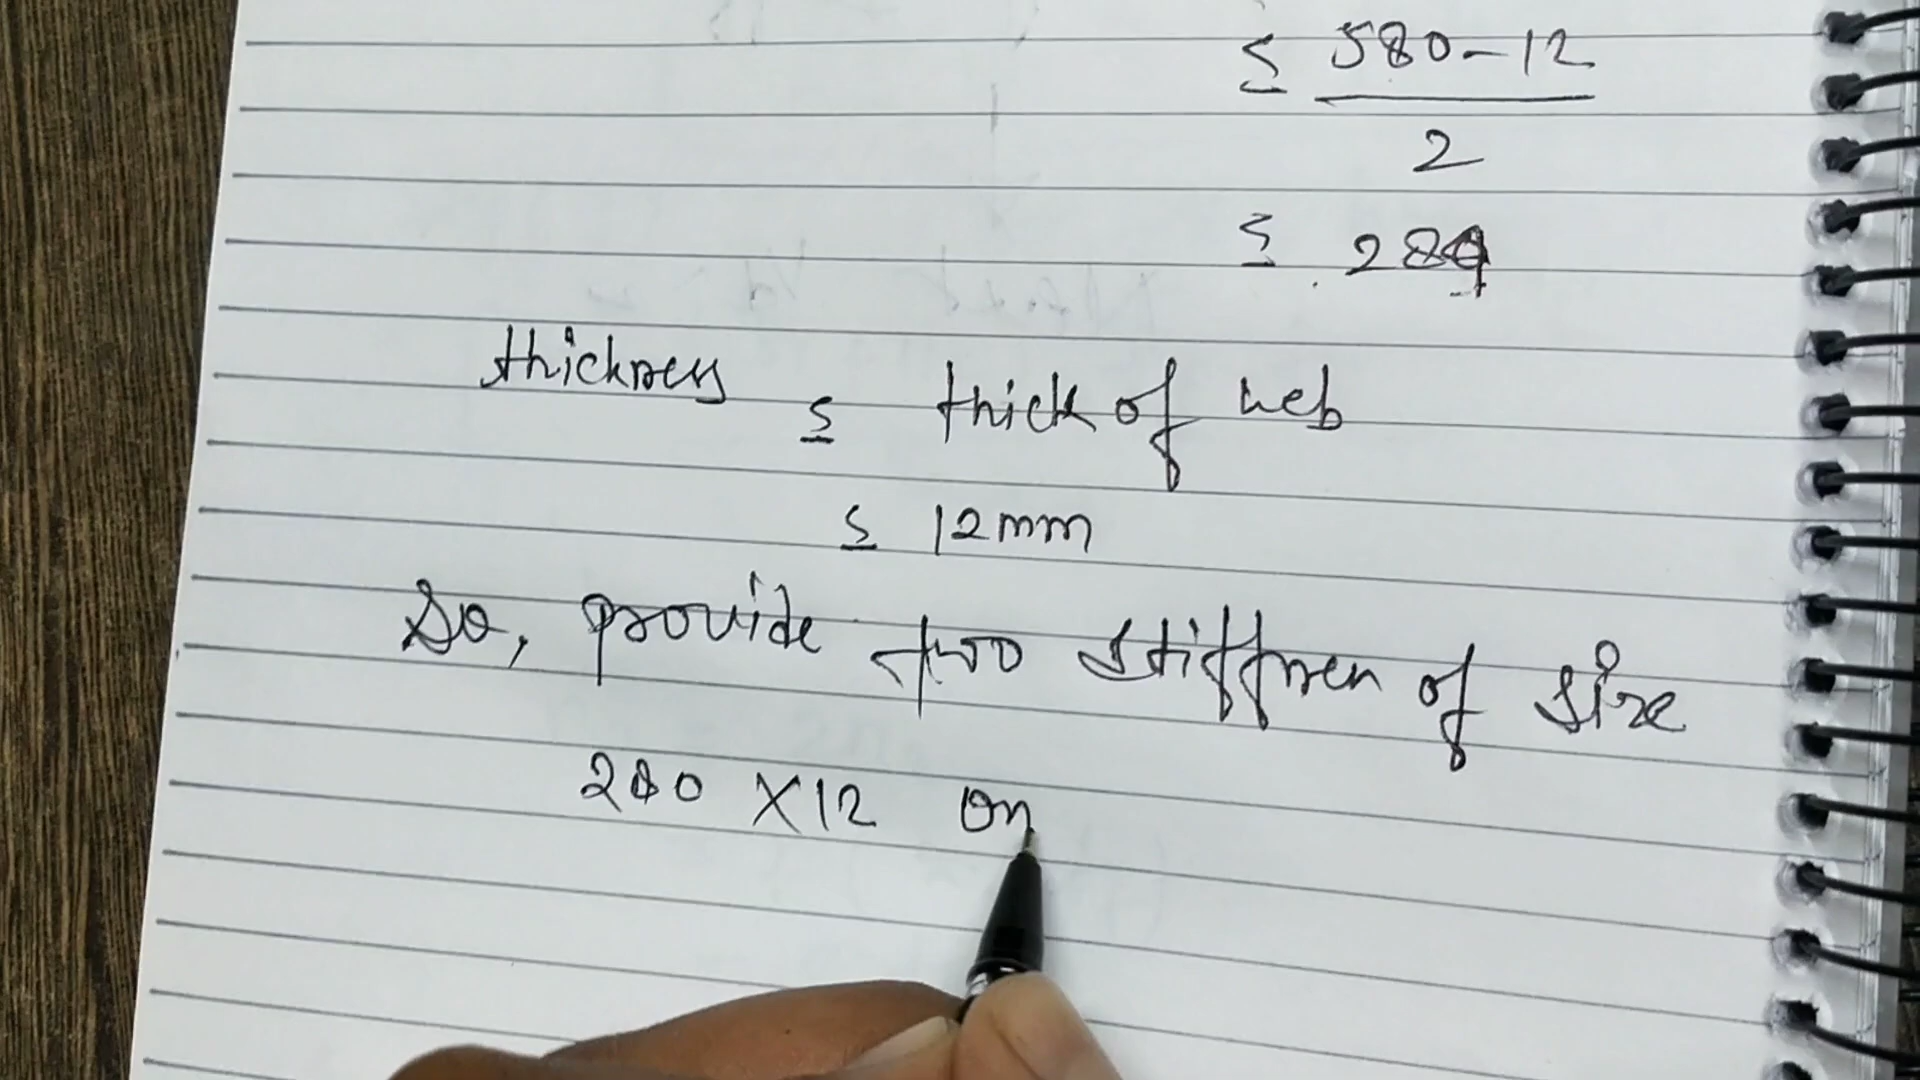 ≤ 580-12
2
≤ 284
thickness ≤ thick of web
≤ 12mm
So, provide two stiffner of size
280 X12 on